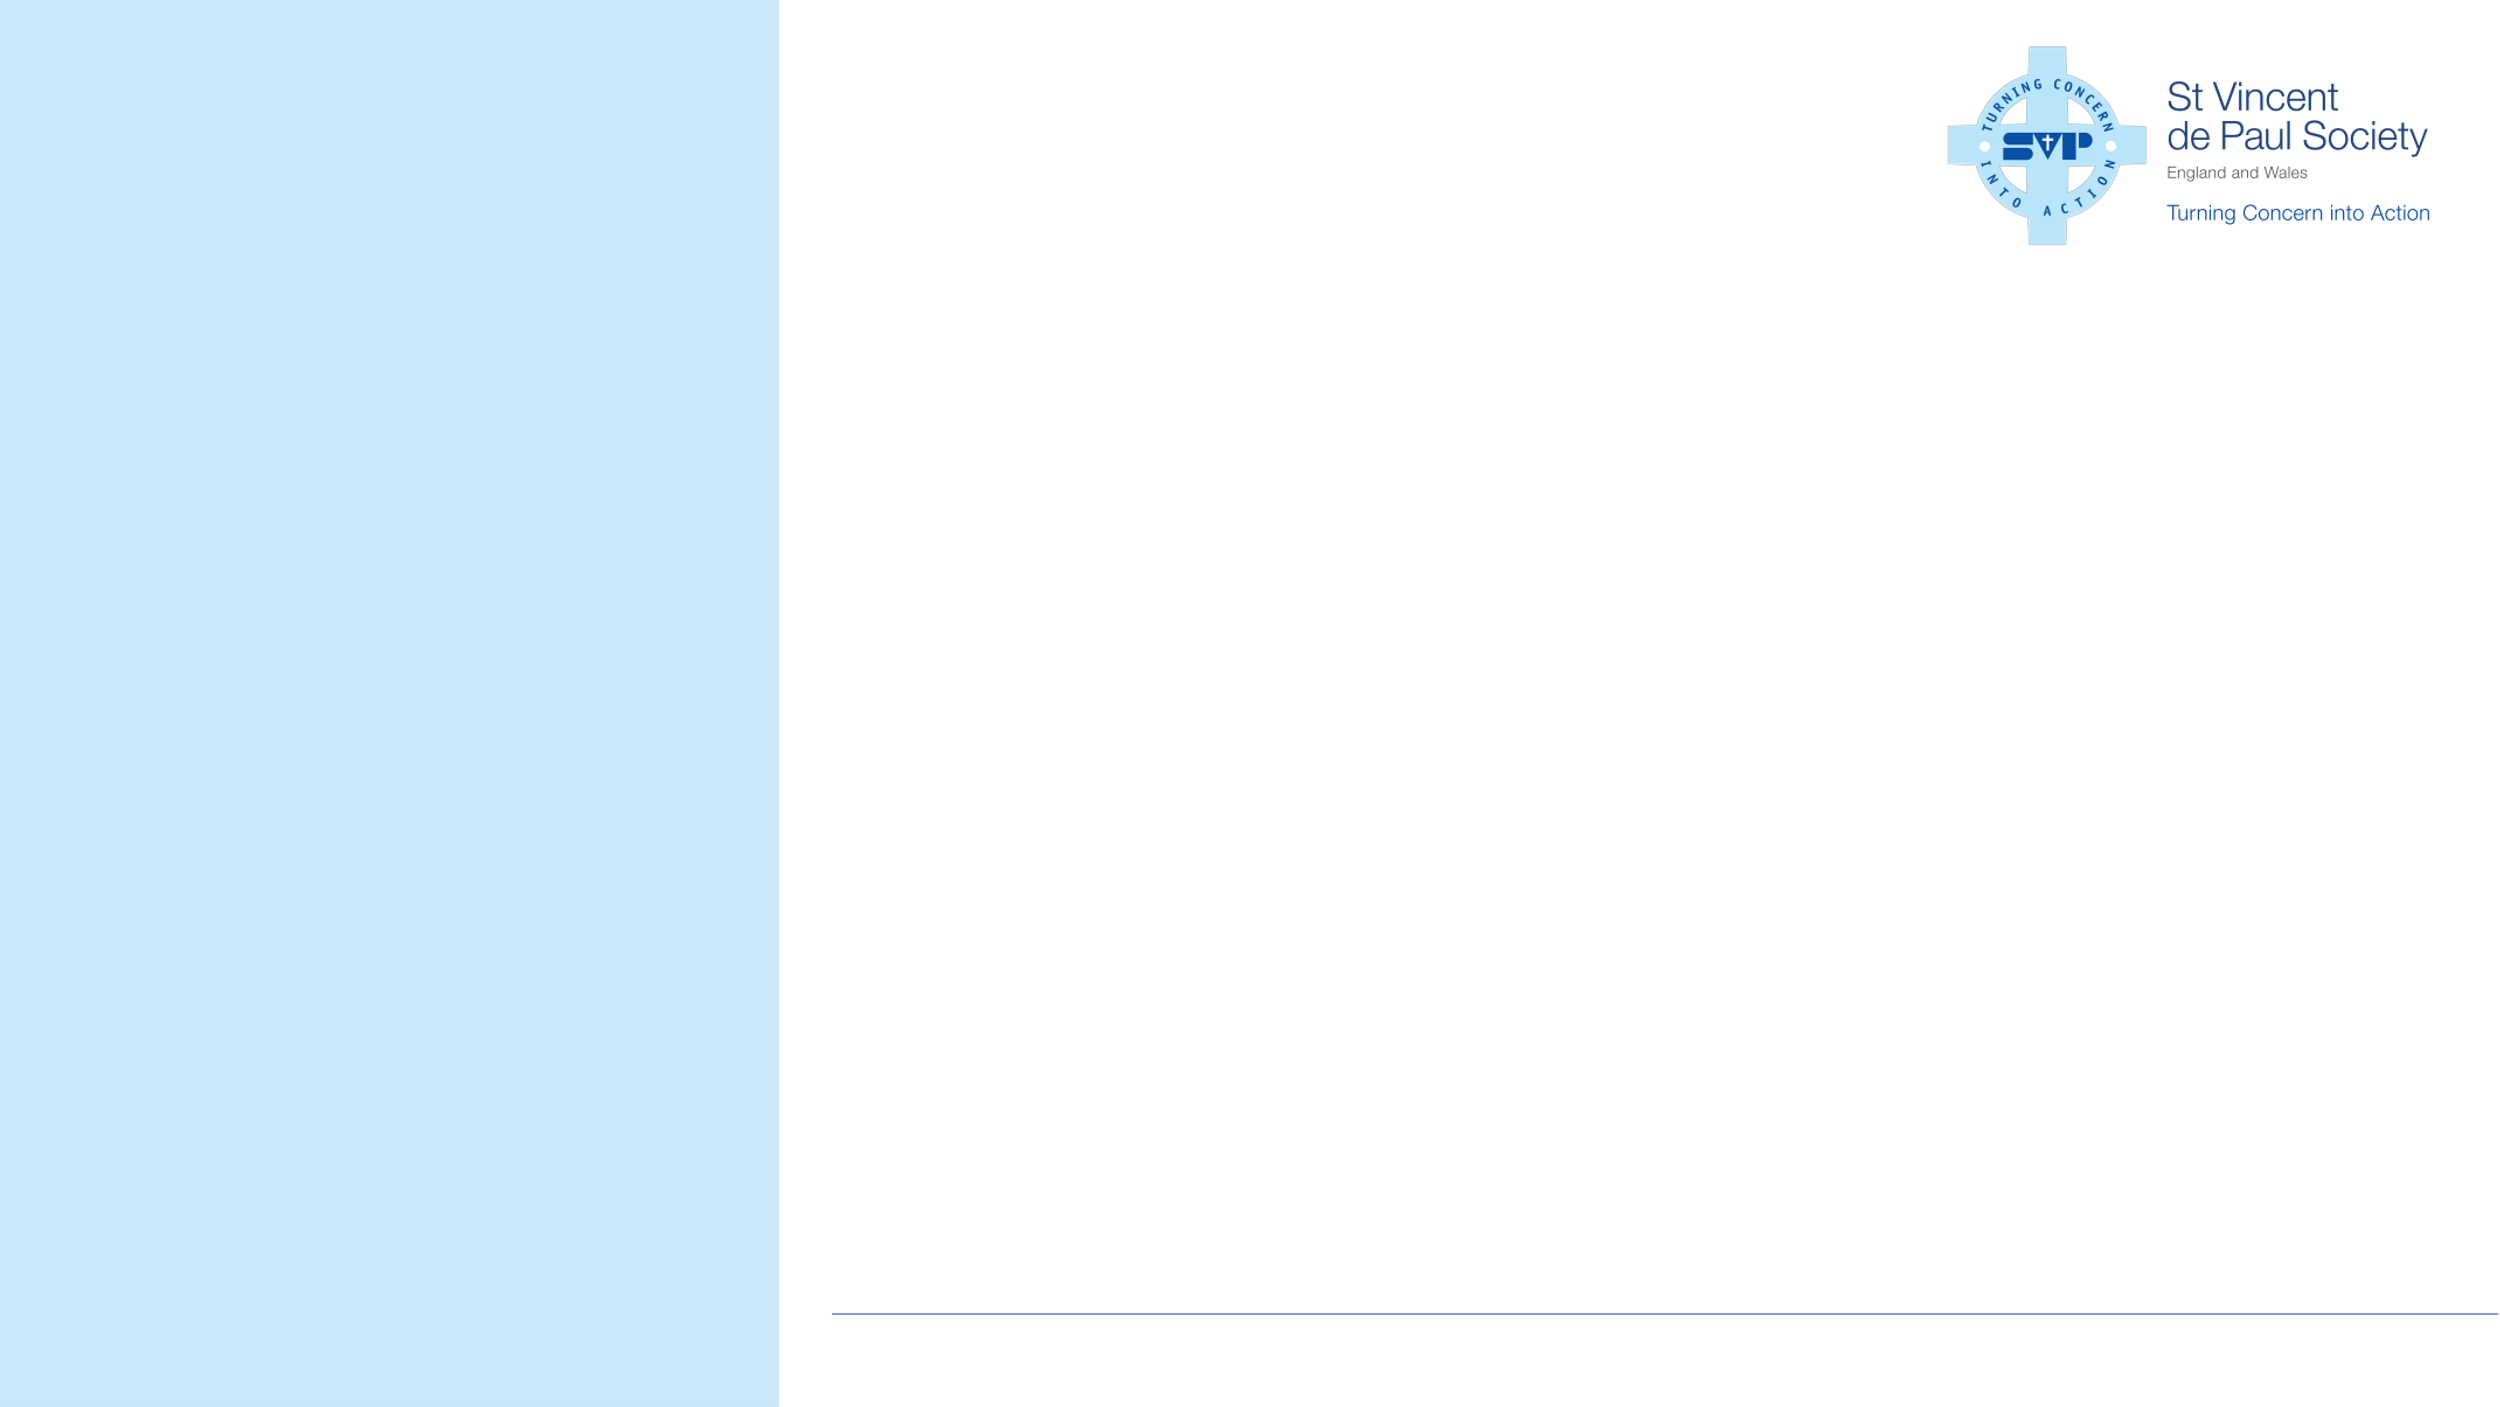 TURNING CONCERN
SVP
INTO ACTION
St Vincent
de Paul Society
England and Wales
Turning Concern into Action